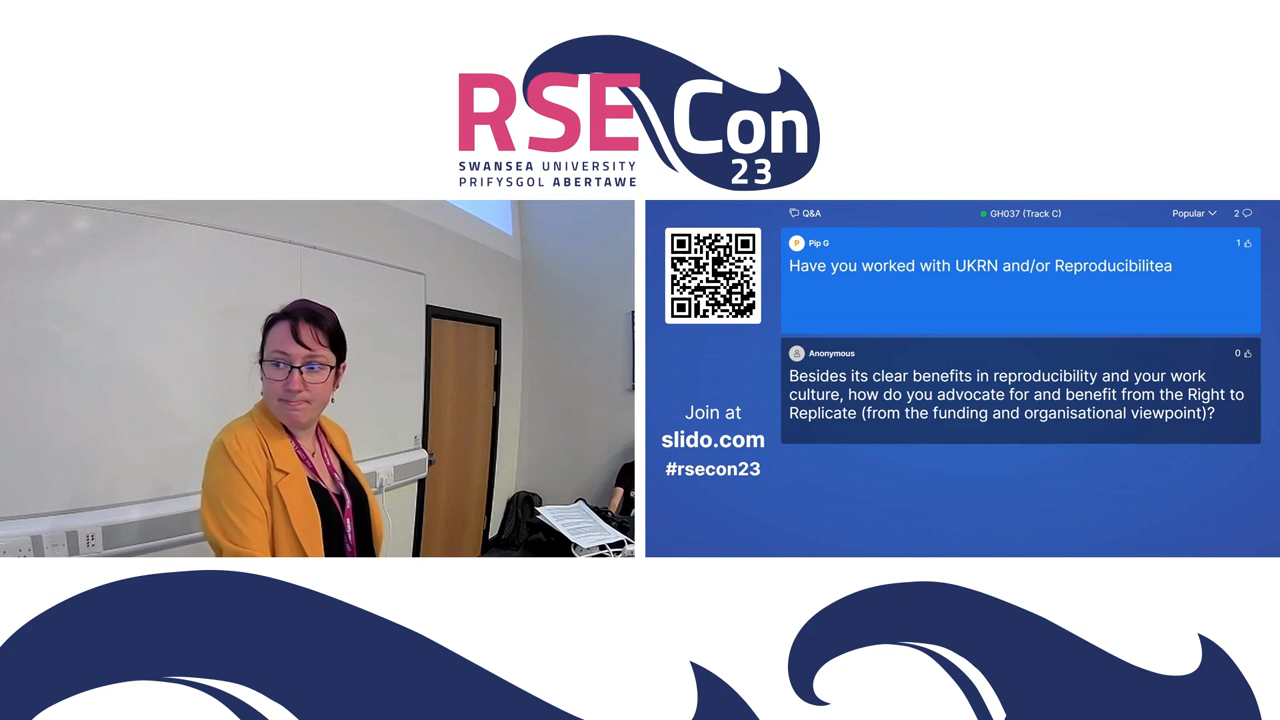 RSE Con
23
SWANSEA UNIVERSITY
PRIFYSGOL ABERTAWE
Q&A
GH037 (Track C)
Popular
2
P
Pip G
1
Have you worked with UKRN and/or Reproducibilitea
Anonymous
0
Besides its clear benefits in reproducibility and your work
culture, how do you advocate for and benefit from the Right to
Replicate (from the funding and organisational viewpoint)?
Join at
slido.com
#rsecon23